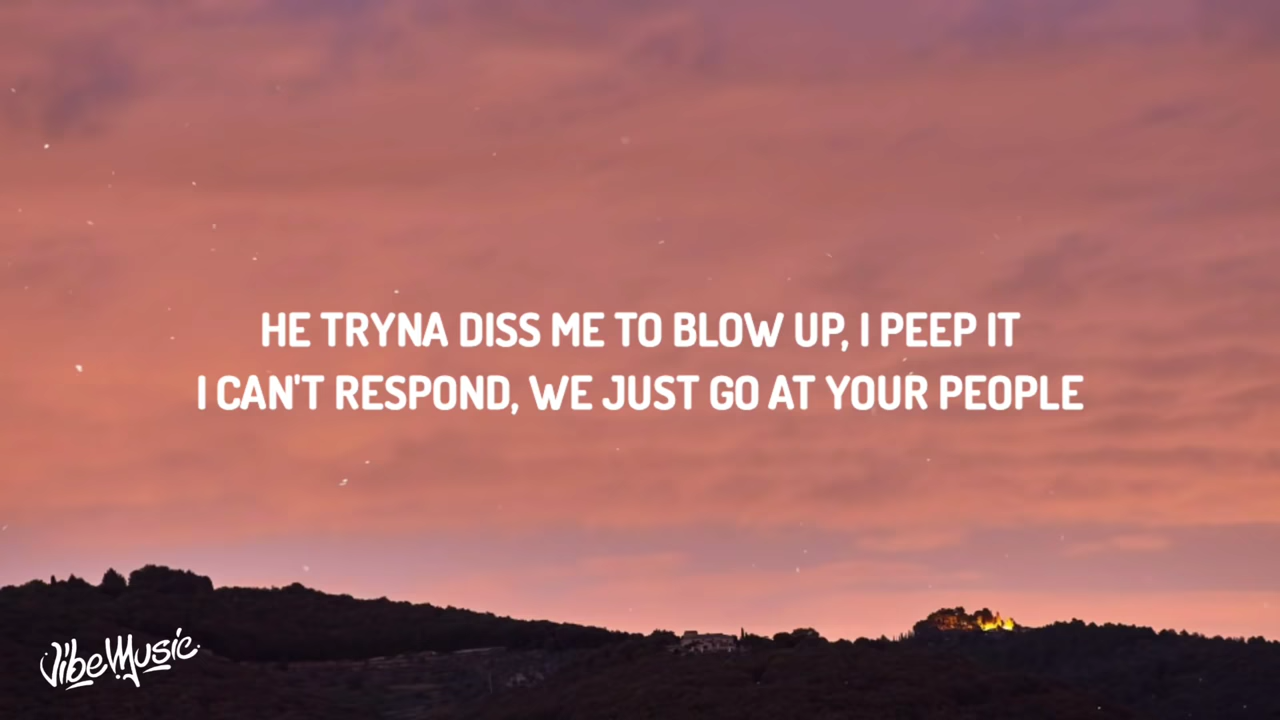 HE TRYNA DISS ME TO BLOW UP, I PEEP IT
I CAN'T RESPOND, WE JUST GO AT YOUR PEOPLE
VibeMusic